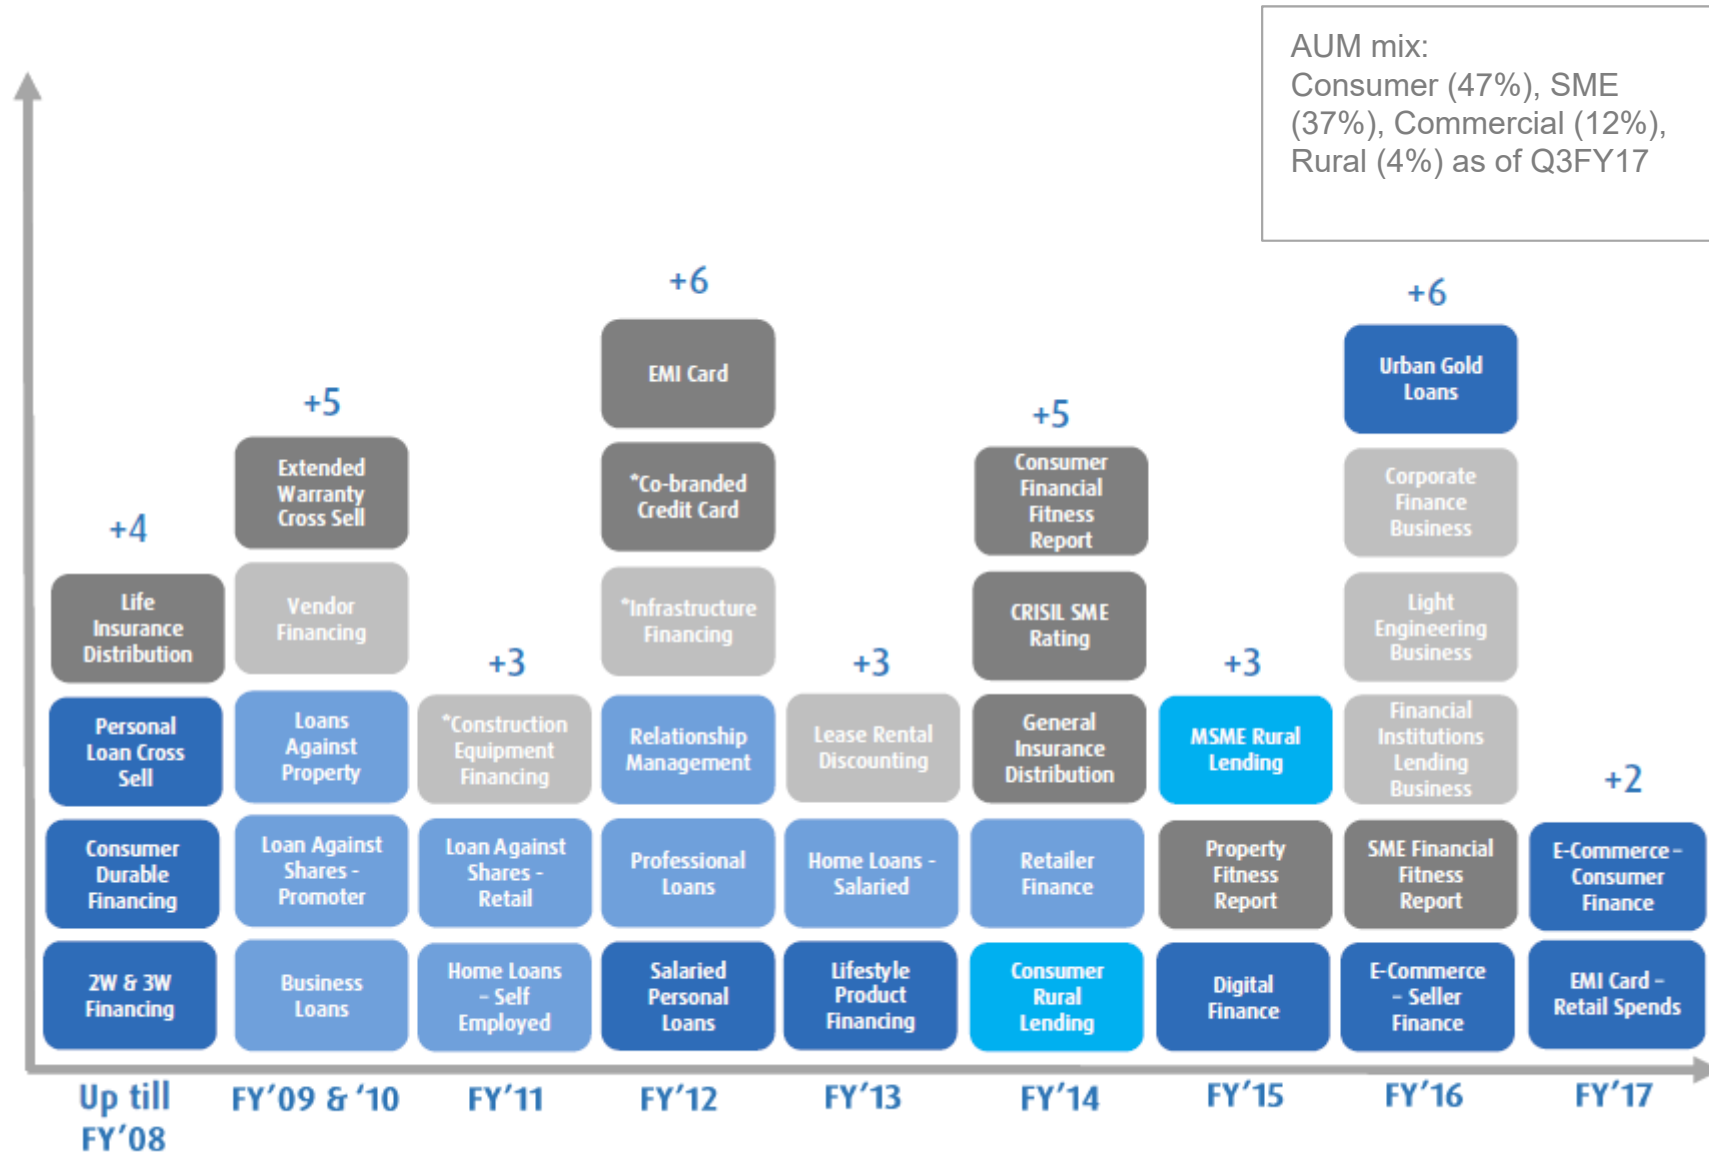 AUM mix:
Consumer (47%), SME
(37%), Commercial (12%),
Rural (4%) as of Q3FY17
+4
Life
Insurance
Distribution
Personal
Loan Cross
Sell
Consumer
Durable
Financing
2W & 3W
Financing
Up till
FY'08
+5
Extended
Warranty
Cross Sell
Vendor
Financing
Loans
Against
Property
Loan Against
Shares -
Promoter
Business
Loans
FY'09 & '10
+3
*Construction
Equipment
Financing
Loan Against
Shares -
Retail
Home Loans
– Self
Employed
FY'11
+6
EMI Card
*Co-branded
Credit Card
*Infrastructure
Financing
Relationship
Management
Professional
Loans
Salaried
Personal
Loans
FY'12
+3
Lease Rental
Discounting
Home Loans -
Salaried
Lifestyle
Product
Financing
FY'13
+5
Consumer
Financial
Fitness
Report
CRISIL SME
Rating
General
Insurance
Distribution
Retailer
Finance
Consumer
Rural
Lending
FY'14
+3
MSME Rural
Lending
Property
Fitness
Report
Digital
Finance
FY'15
+6
Urban Gold
Loans
Corporate
Finance
Business
Light
Engineering
Business
Financial
Institutions
Lending
Business
SME Financial
Fitness
Report
E-Commerce
– Seller
Finance
FY'16
+2
E-Commerce –
Consumer
Finance
EMI Card –
Retail Spends
FY'17